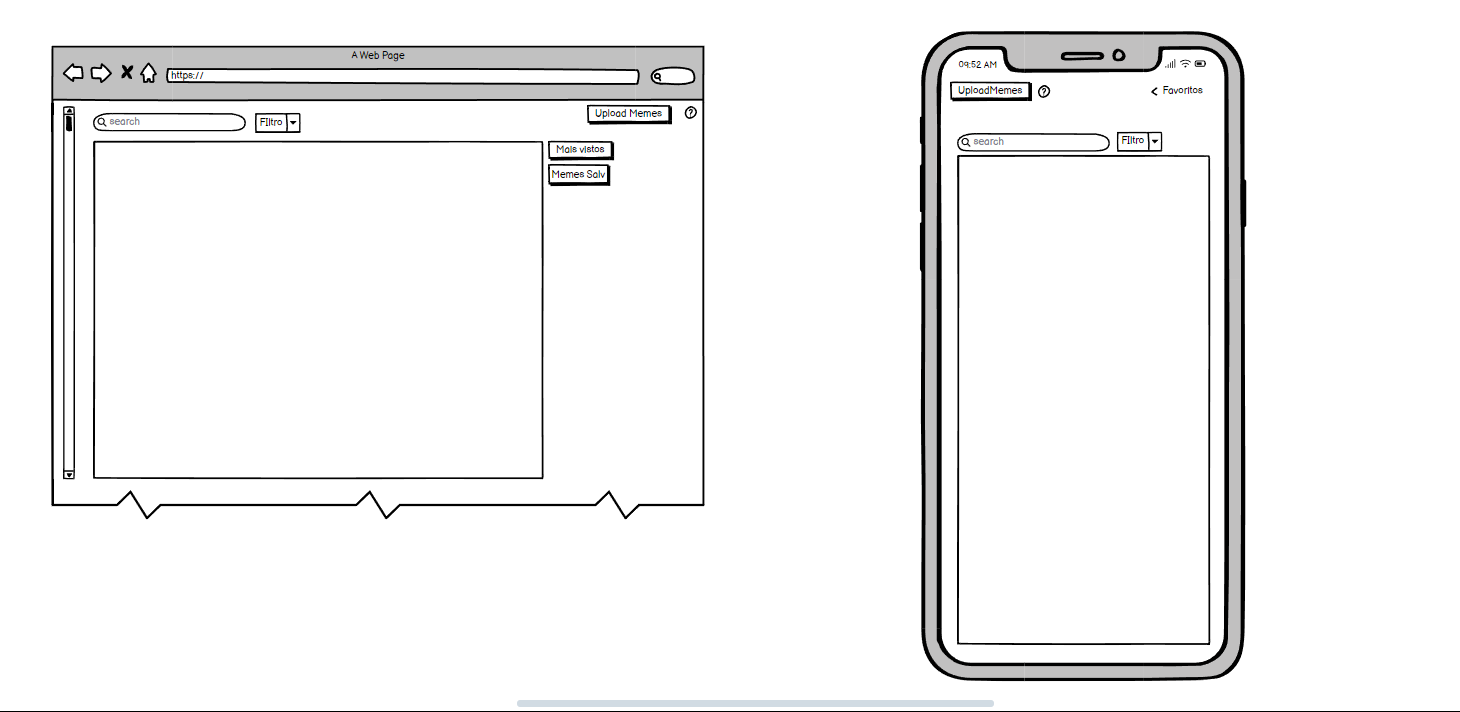 A Web Page
https://
search
FIltro
Upload Memes
Mais vistos
Memes Salv
09:52 AM
UploadMemes
Favoritos
search
FIltro